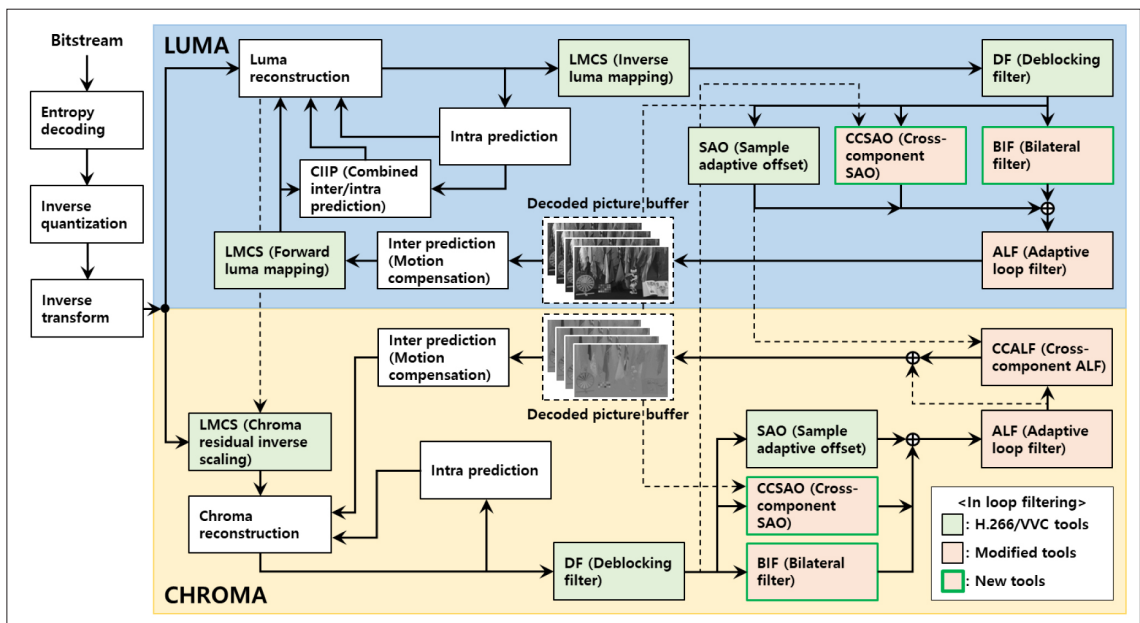 Bitstream
Entropy
decoding
Inverse
quantization
Inverse
transform
LUMA
Luma
reconstruction
LMCS (Inverse
luma mapping)
DF (Deblocking
filter)
Intra prediction
CIIP (Combined
inter/intra
prediction)
SAO (Sample
adaptive offset)
CCSAO (Cross-
component
SAO)
BIF (Bilateral
filter)
LMCS (Forward
luma mapping)
Inter prediction
(Motion
compensation)
Decoded picture buffer
ALF (Adaptive
loop filter)
Inter prediction
(Motion
compensation)
Decoded picture buffer
CCALF (Cross-
component ALF)
LMCS (Chroma
residual inverse
scaling)
Intra prediction
SAO (Sample
adaptive offset)
ALF (Adaptive
loop filter)
Chroma
reconstruction
CCSAO (Cross-
component
SAO)
DF (Deblocking
filter)
BIF (Bilateral
filter)
CHROMA
<In loop filtering>
: H.266/VVC tools
: Modified tools
: New tools